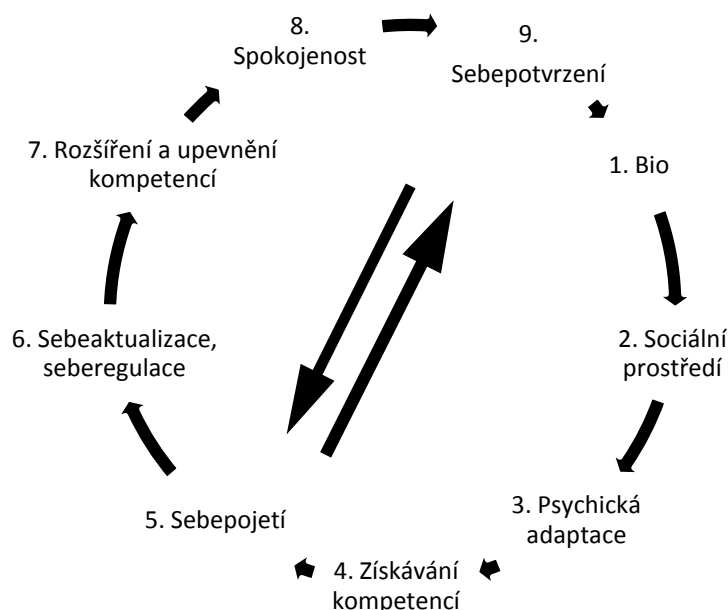 8.
Spokojenost
9.
Sebepotvrzení
1. Bio
2. Sociální
prostředí
3. Psychická
adaptace
4. Získávání
kompetencí
5. Sebepojetí
6. Sebeaktualizace,
seberegulace
7. Rozšíření a upevnění
kompetencí